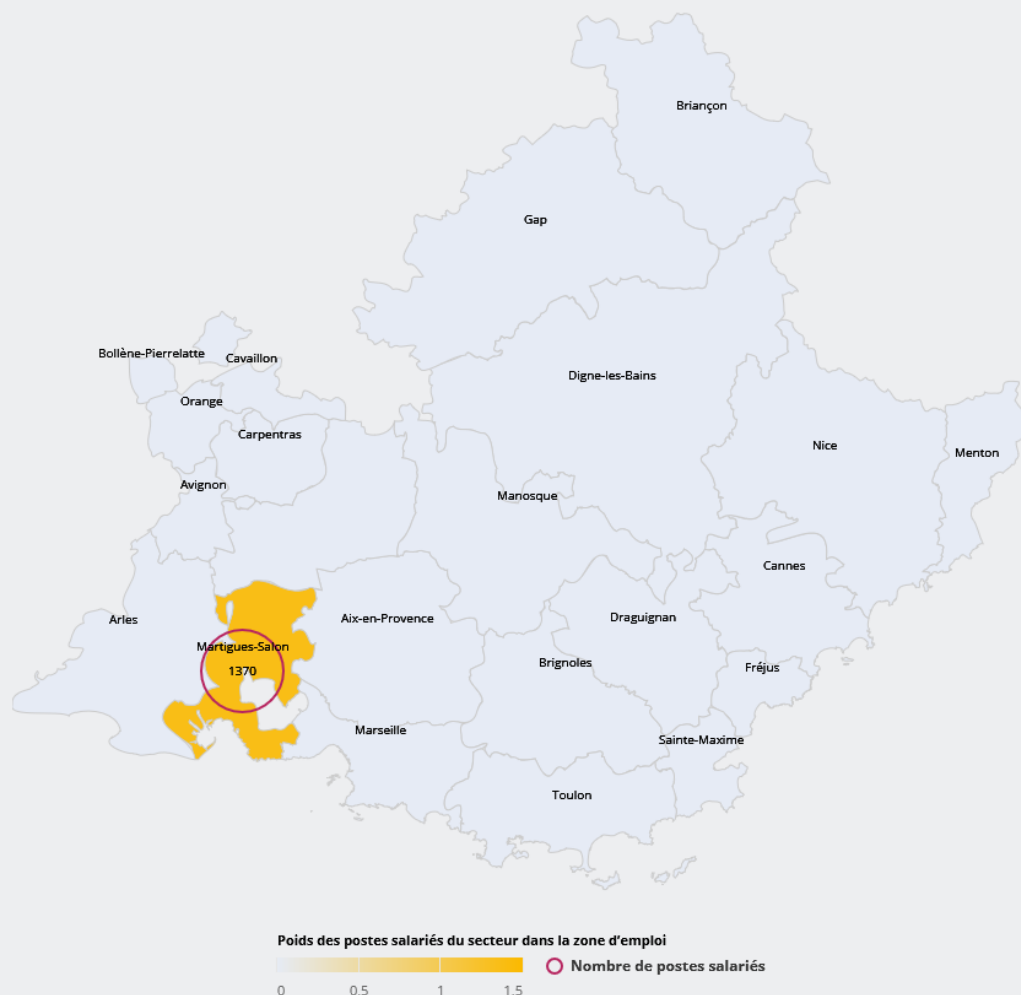 Briançon
Gap
Bollène-Pierrelatte
Cavaillon
Digne-les-Bains
Orange
Carpentras
Nice
Menton
Avignon
Manosque
Cannes
Arles
Aix-en-Provence
Draguignan
Martigues-Salon
1370
Brignoles
Fréjus
Marseille
Sainte-Maxime
Toulon
Poids des postes salariés du secteur dans la zone d'emploi
Nombre de postes salariés
0 0.5 1 1.5